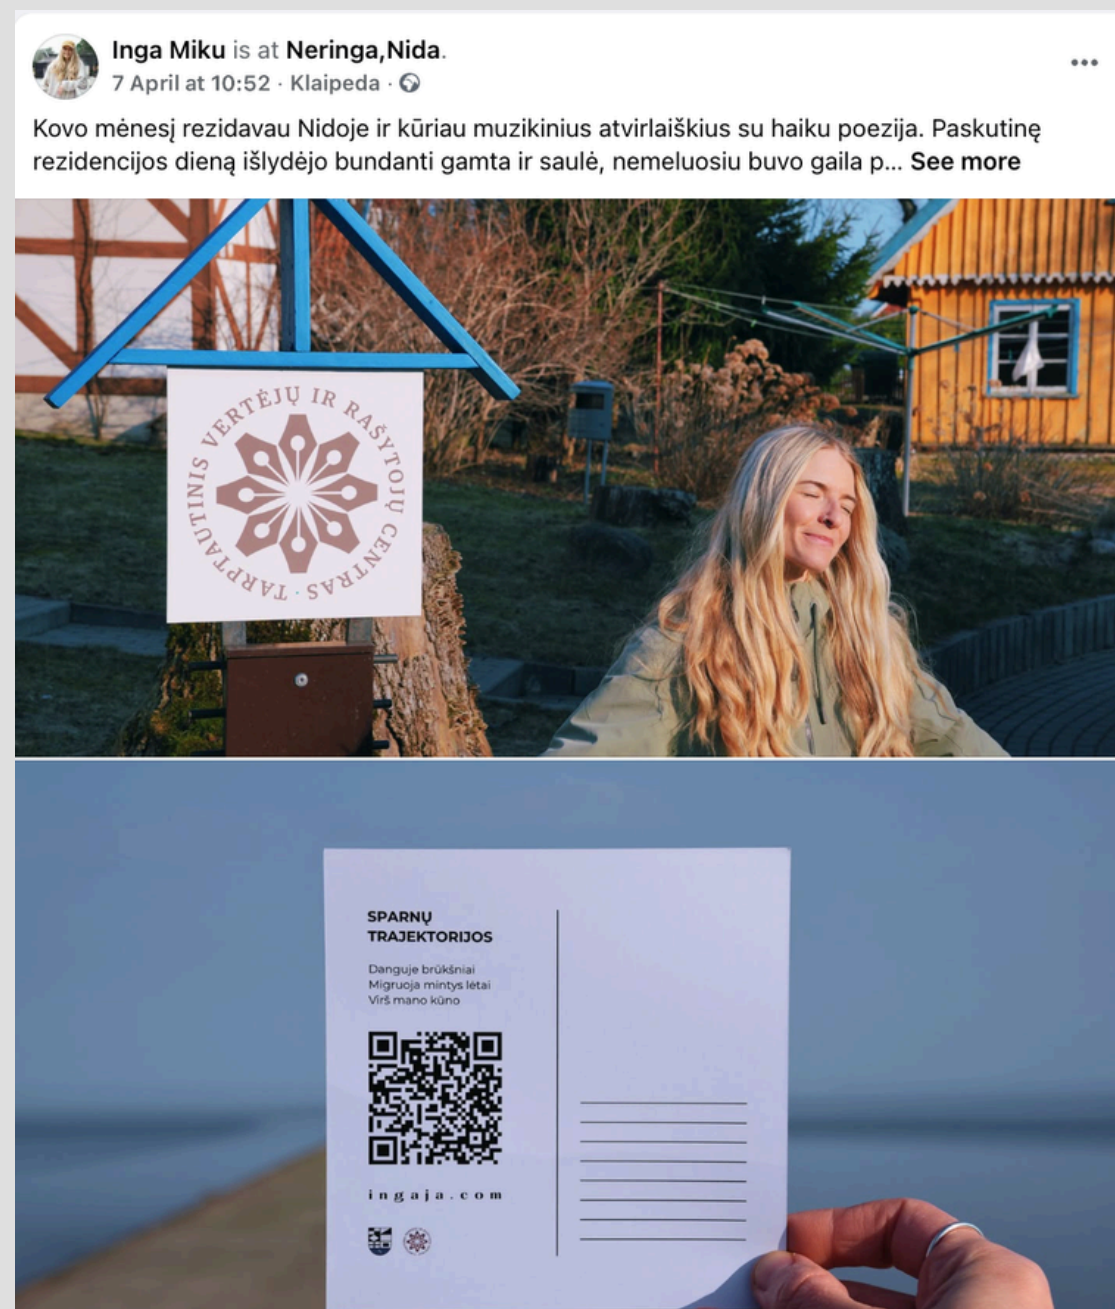 Inga Miku is at Neringa,Nida.
7 April at 10:52 · Klaipeda ·
Kovo mėnesį rezidavau Nidoje ir kūriau muzikinius atvirlaiškius su haiku poezija. Paskutinę
rezidencijos dieną išlydėjo bundanti gamta ir saulė, nemeluosiu buvo gaila p... See more
TARPTAUTINIS VERTĖJŲ IR RAŠYTOJŲ CENTRAS ·
SPARNŲ
TRAJEKTORIJOS
Danguje brūkšniai
Migruoja mintys lėtai
Virš mano kūno
ingaja.com